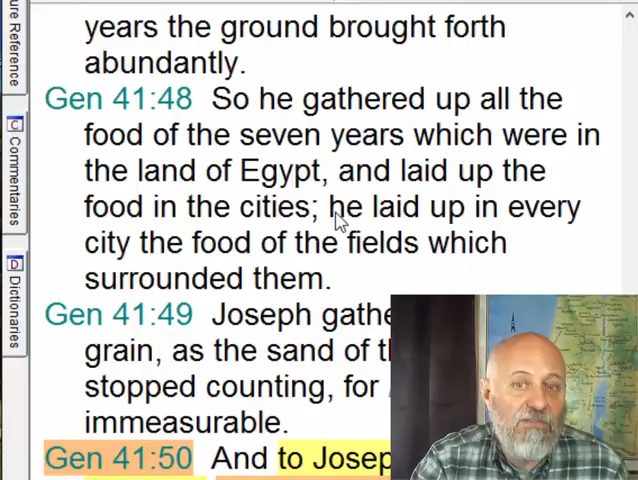 ure Reference
Commentaries
Dictionaries
years the ground brought forth
abundantly.
Gen 41:48 So he gathered up all the
food of the seven years which were in
the land of Egypt, and laid up the
food in the cities; he laid up in every
city the food of the fields which
surrounded them.
Gen 41:49 Joseph gathe
grain, as the sand of th
stopped counting, for
immeasurable.
Gen 41:50 And to Josep